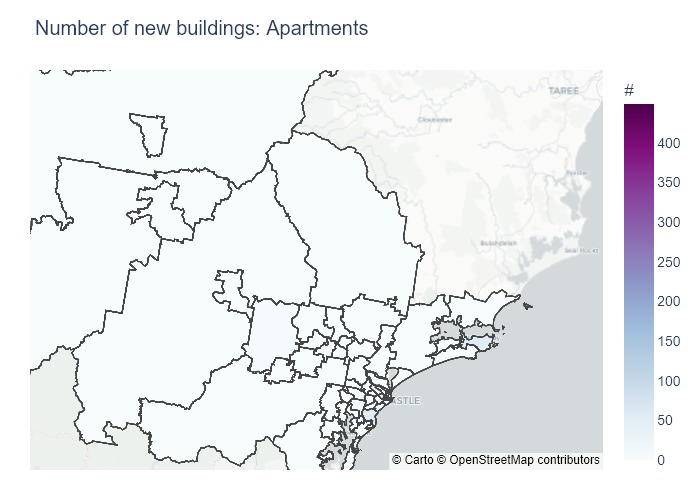 Number of new buildings: Apartments
#
TAREE
Gloucester
400
350
300
Bulahdelah
Seal Rocks
250
200
150
100
ASTLE
50
© Carto © OpenStreetMap contributors
0